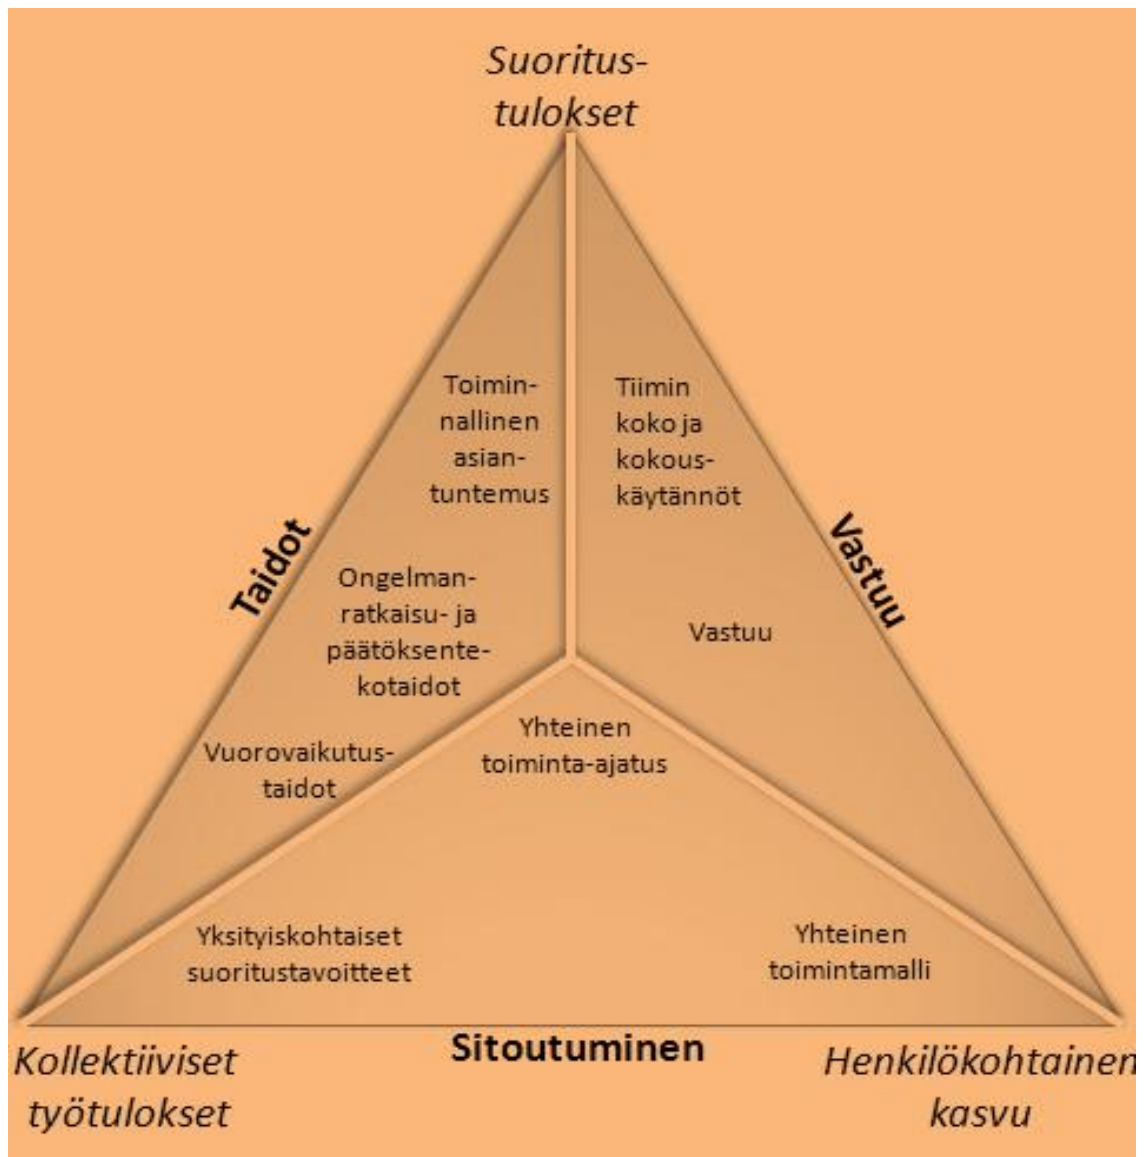 Suoritus-
tulokset
Toimin-
nallinen
asian-
tuntemus
Tiimin
koko ja
kokous-
käytännöt
Taidot
Vastuu
Ongelman-
ratkaisu- ja
päätöksente-
kotaidot
Vastuu
Vuorovaikutus-
taidot
Yhteinen
toiminta-ajatus
Yksityiskohtaiset
suoritustavoitteet
Yhteinen
toimintamalli
Sitoutuminen
Kollektiiviset
työtulokset
Henkilökohtainen
kasvu